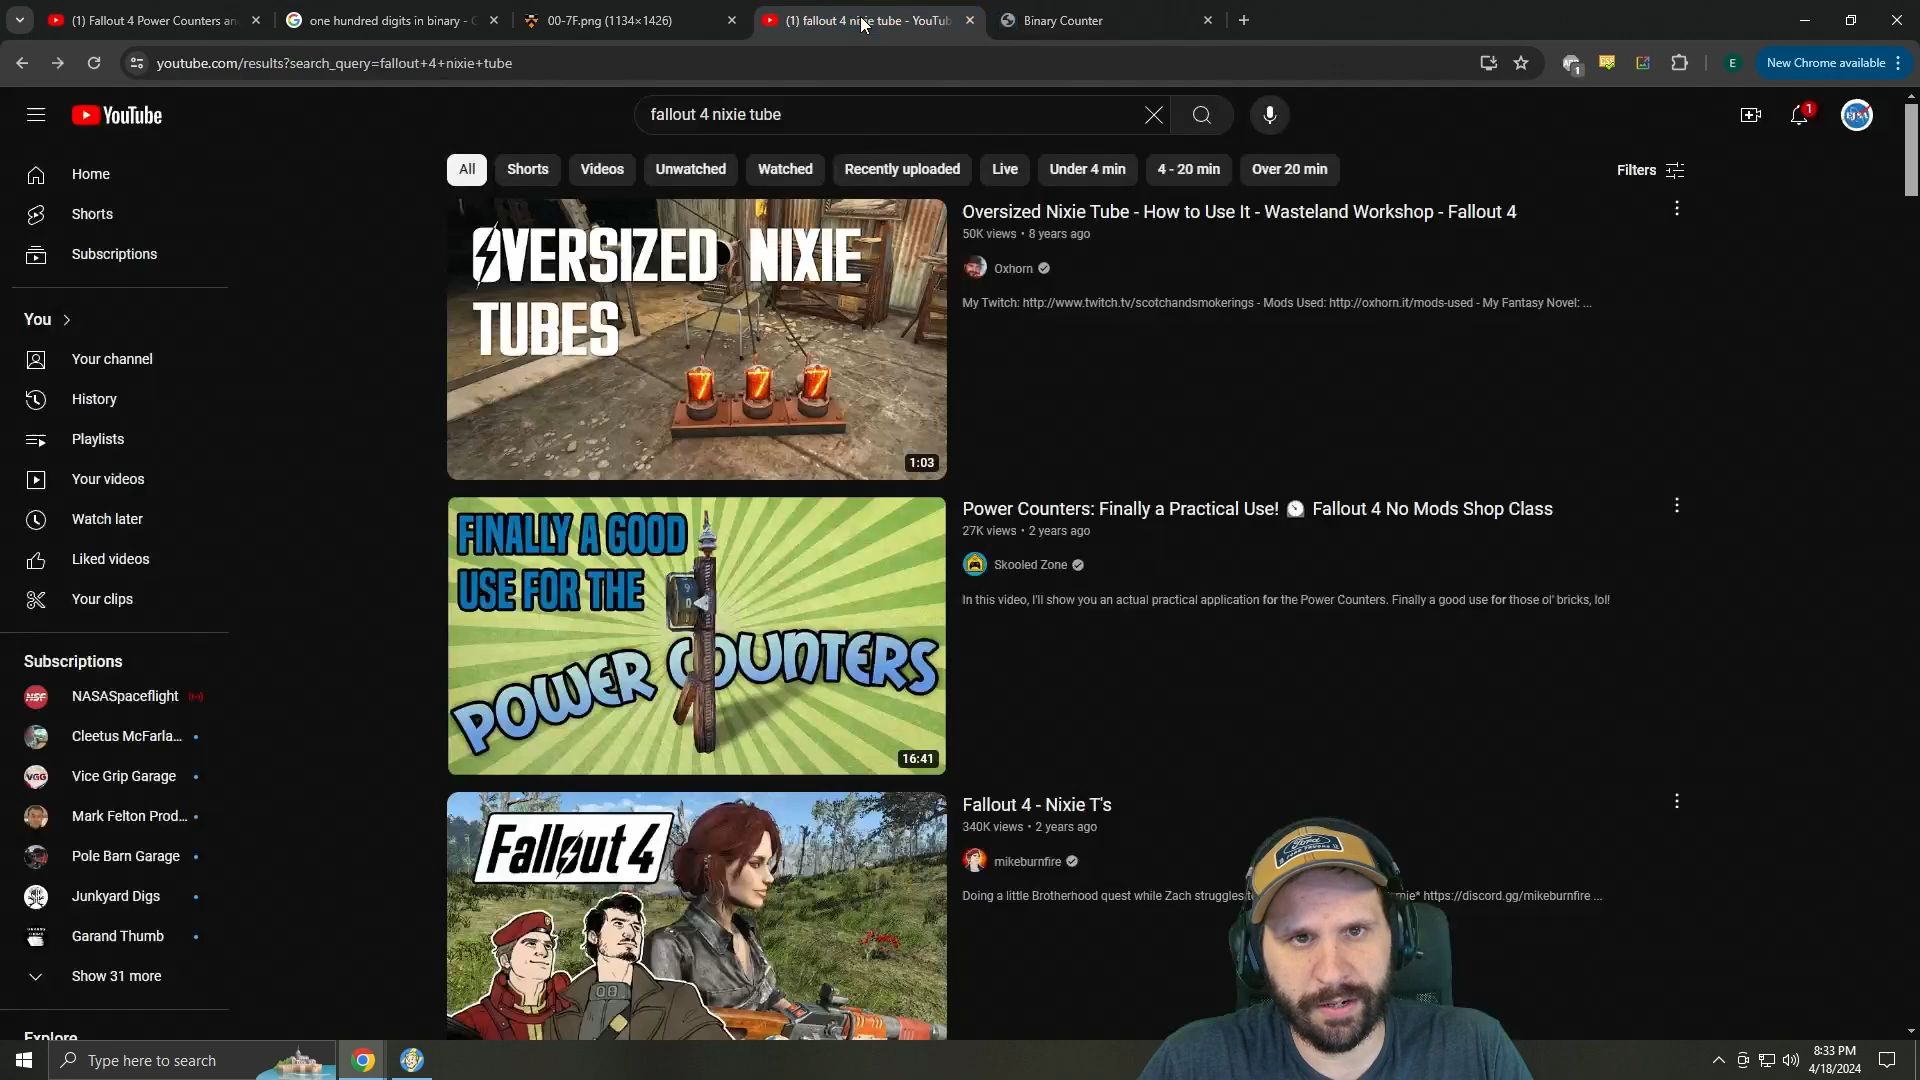 (1) Fallout 4 Power Counters an
one hundred digits in binary - G
00-7F.png (1134×1426)
(1) fallout 4 nixie tube - YouTub
Binary Counter
youtube.com/results?search_query=fallout+4+nixie+tube
1
E
New Chrome available
YouTube
fallout 4 nixie tube
1
Home
Shorts
Subscriptions
You
Your channel
History
Playlists
Your videos
Watch later
Liked videos
Your clips
Subscriptions
NASASpaceflight
Cleetus McFarla...
Vice Grip Garage
Mark Felton Prod...
Pole Barn Garage
Junkyard Digs
Garand Thumb
Show 31 more
Explore
All
Shorts
Videos
Unwatched
Watched
Recently uploaded
Live
Under 4 min
4 - 20 min
Over 20 min
Filters
OVERSIZED NIXIE
TUBES
1:03
Oversized Nixie Tube - How to Use It - Wasteland Workshop - Fallout 4
50K views • 8 years ago
Oxhorn
My Twitch: http://www.twitch.tv/scotchandsmokerings - Mods Used: http://oxhorn.it/mods-used - My Fantasy Novel: ...
FINALLY A GOOD
USE FOR THE
POWER COUNTERS
16:41
Power Counters: Finally a Practical Use! Fallout 4 No Mods Shop Class
27K views • 2 years ago
Skooled Zone
In this video, I'll show you an actual practical application for the Power Counters. Finally a good use for those ol' bricks, lol!
Fallout 4
Fallout 4 - Nixie T's
340K views • 2 years ago
mikeburnfire
Doing a little Brotherhood quest while Zach struggles
mie* https://discord.gg/mikeburnfire ...
Ford
Type here to search
8:33 PM
4/18/2024